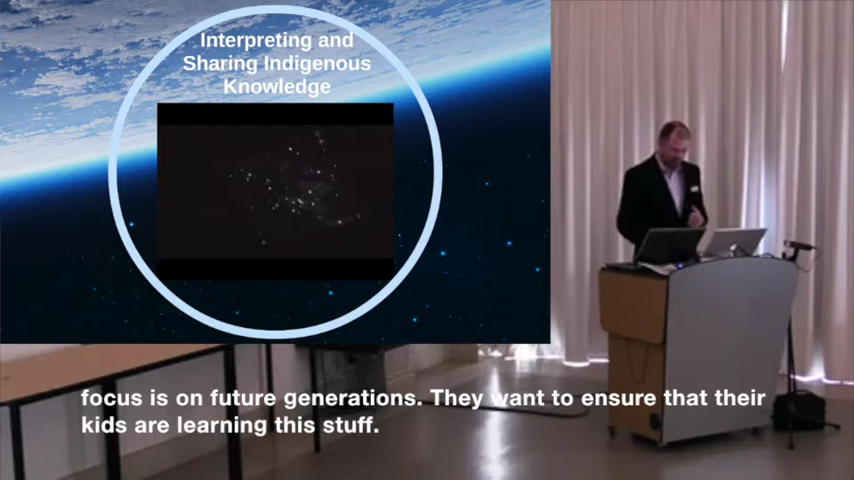 Interpreting and
Sharing Indigenous
Knowledge
focus is on future generations. They want to ensure that their
kids are learning this stuff.